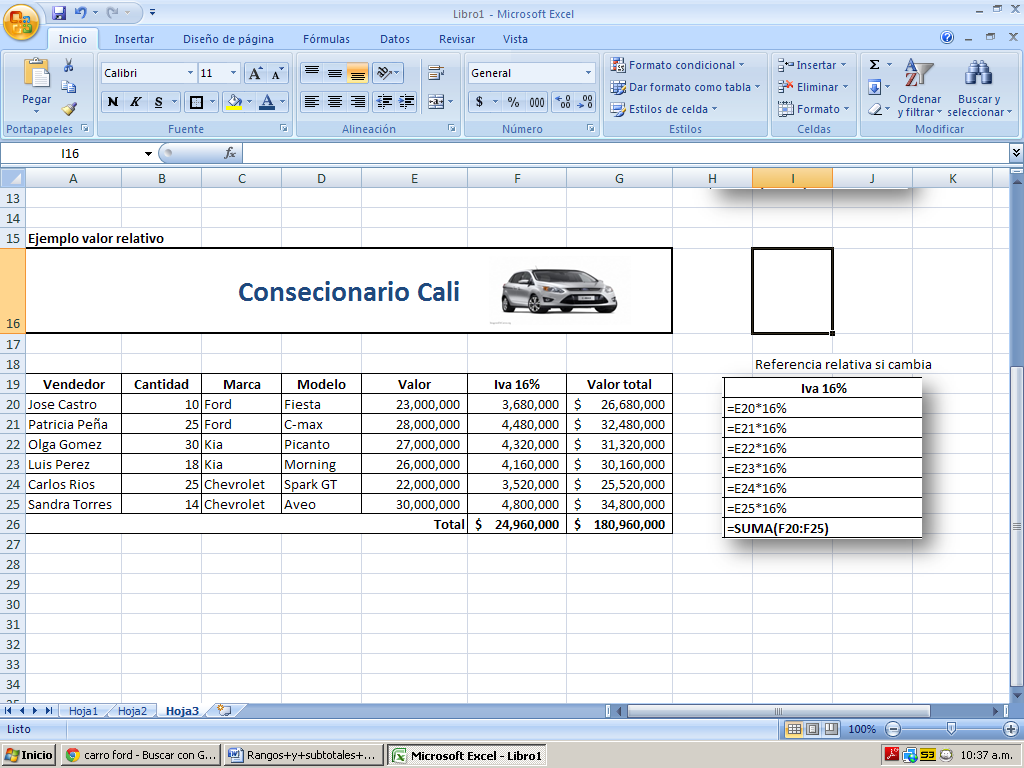 Libro1 - Microsoft Excel
Inicio Insertar Diseño de página Fórmulas Datos Revisar Vista
Pegar
Calibri 11
N K S
General
$ % 000
Formato condicional
Dar formato como tabla
Estilos de celda
Insertar
Eliminar
Formato
Σ
Ordenar y filtrar
Buscar y seleccionar
Portapapeles Fuente Alineación Número Estilos Celdas Modificar
I16 fx
A B C D E F G H I J K
13
14
15 Ejemplo valor relativo
16 Consecionario Cali
17
18 Referencia relativa si cambia
19 Vendedor Cantidad Marca Modelo Valor Iva 16% Valor total Iva 16%
20 Jose Castro 10 Ford Fiesta 23,000,000 3,680,000 $ 26,680,000 =E20*16%
21 Patricia Peña 25 Ford C-max 28,000,000 4,480,000 $ 32,480,000 =E21*16%
22 Olga Gomez 30 Kia Picanto 27,000,000 4,320,000 $ 31,320,000 =E22*16%
23 Luis Perez 18 Kia Morning 26,000,000 4,160,000 $ 30,160,000 =E23*16%
24 Carlos Rios 25 Chevrolet Spark GT 22,000,000 3,520,000 $ 25,520,000 =E24*16%
25 Sandra Torres 14 Chevrolet Aveo 30,000,000 4,800,000 $ 34,800,000 =E25*16%
26 Total $ 24,960,000 $ 180,960,000 =SUMA(F20:F25)
27
28
29
30
31
32
33
34
Hoja1 Hoja2 Hoja3
Listo 100%
Inicio carro ford - Buscar con G... Rangos+y+subtotales+... Microsoft Excel - Libro1 10:37 a.m.